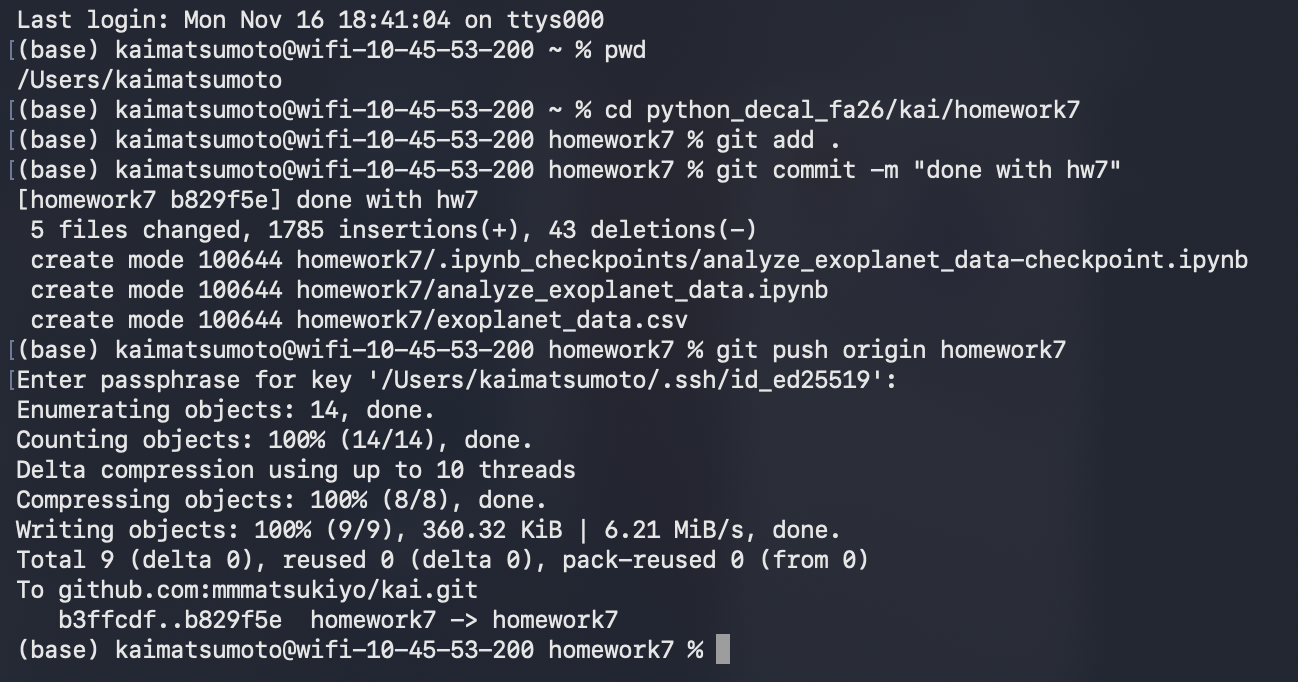 Last login: Mon Nov 16 18:41:04 on ttys000
[(base) kaimatsumoto@wifi-10-45-53-200 ~ % pwd
/Users/kaimatsumoto
[(base) kaimatsumoto@wifi-10-45-53-200 ~ % cd python_decal_fa26/kai/homework7
[(base) kaimatsumoto@wifi-10-45-53-200 homework7 % git add .
[(base) kaimatsumoto@wifi-10-45-53-200 homework7 % git commit -m "done with hw7"
[homework7 b829f5e] done with hw7
 5 files changed, 1785 insertions(+), 43 deletions(-)
 create mode 100644 homework7/.ipynb_checkpoints/analyze_exoplanet_data-checkpoint.ipynb
 create mode 100644 homework7/analyze_exoplanet_data.ipynb
 create mode 100644 homework7/exoplanet_data.csv
[(base) kaimatsumoto@wifi-10-45-53-200 homework7 % git push origin homework7
[Enter passphrase for key '/Users/kaimatsumoto/.ssh/id_ed25519':
Enumerating objects: 14, done.
Counting objects: 100% (14/14), done.
Delta compression using up to 10 threads
Compressing objects: 100% (8/8), done.
Writing objects: 100% (9/9), 360.32 KiB | 6.21 MiB/s, done.
Total 9 (delta 0), reused 0 (delta 0), pack-reused 0 (from 0)
To github.com:mmmatsukiyo/kai.git
   b3ffcdf..b829f5e  homework7 -> homework7
(base) kaimatsumoto@wifi-10-45-53-200 homework7 %